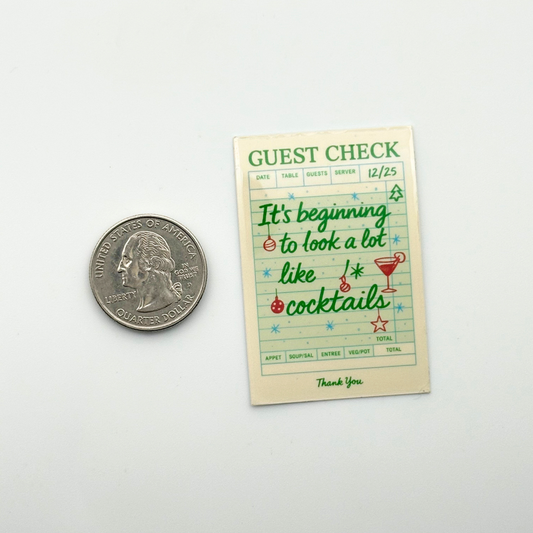 UNITED STATES OF AMERICA
IN
GOD WE
TRUST
LIBERTY
P
QUARTER DOLLAR
GUEST CHECK
DATE TABLE GUESTS SERVER 12/25
It's beginning
to look a lot
like
cocktails
TOTAL
APPET SOUP/SAL ENTREE VEG/POT TOTAL
Thank You